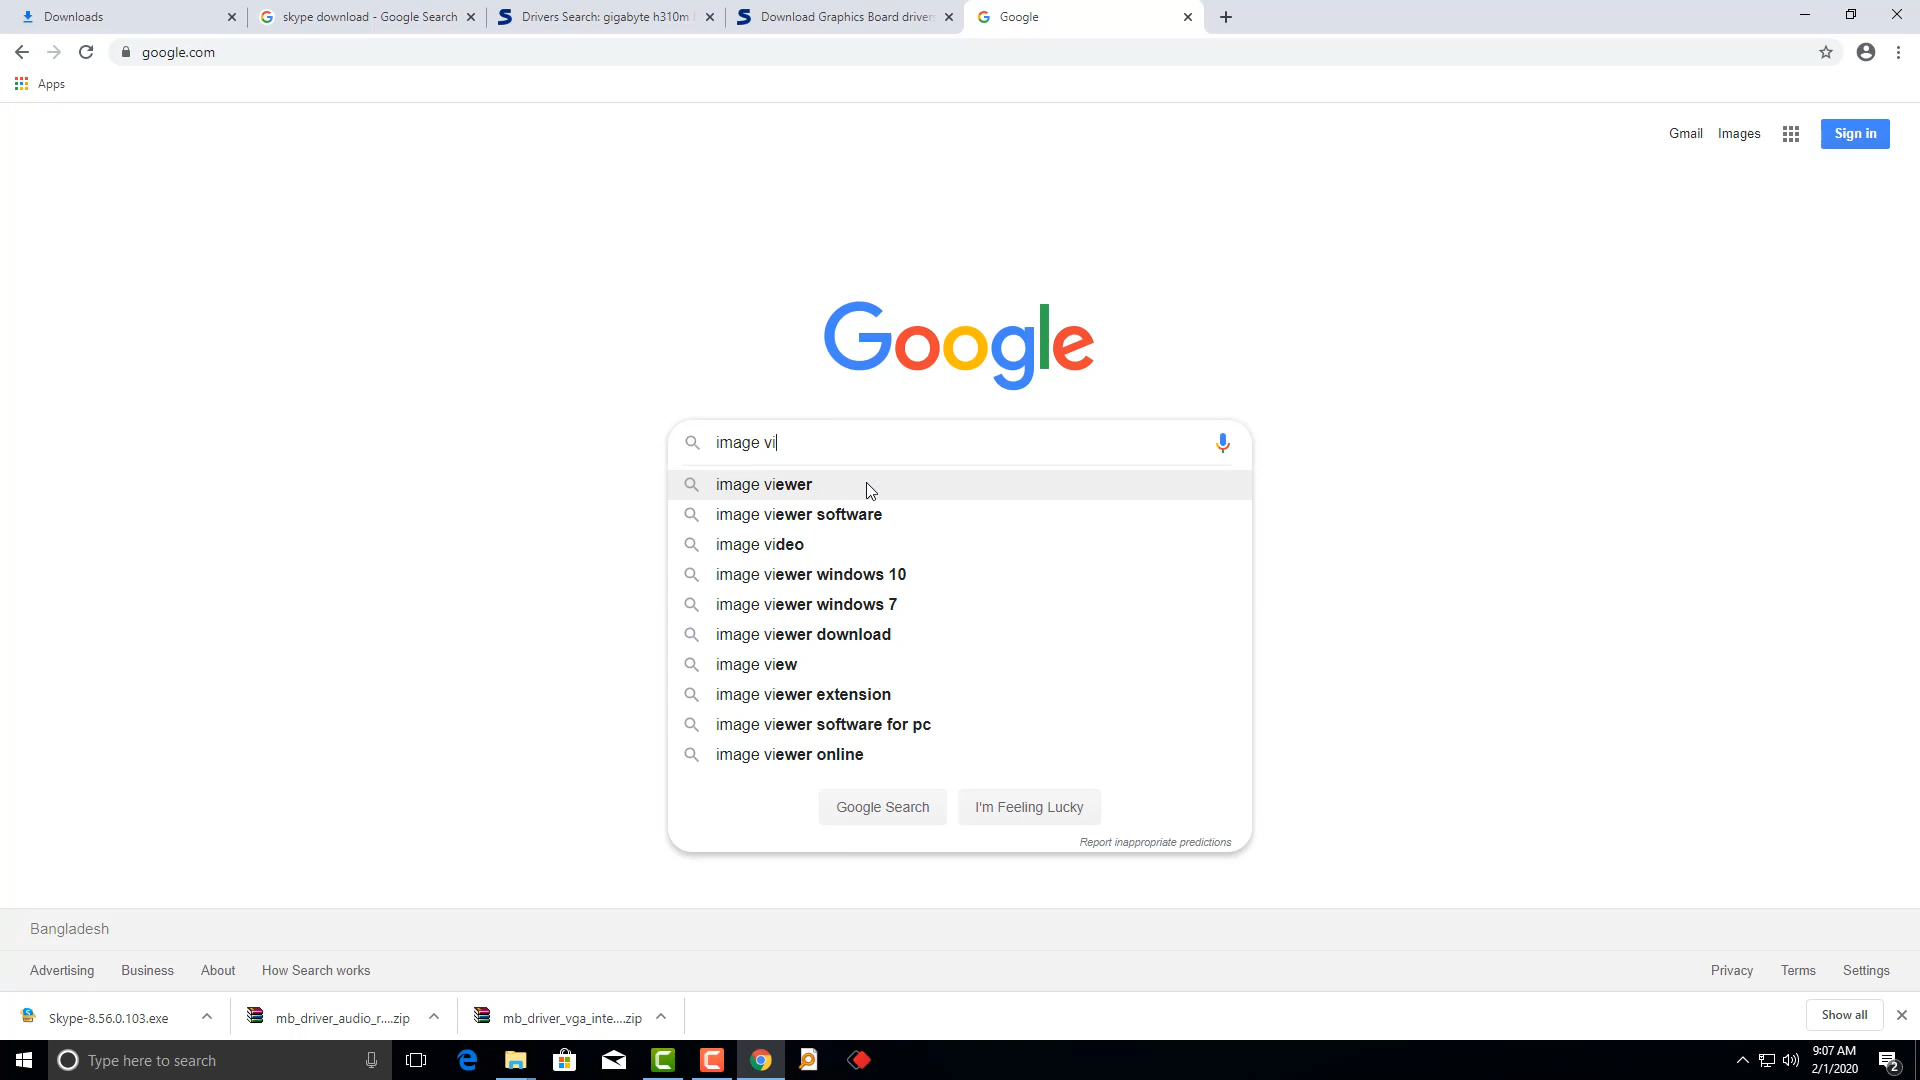 Downloads
skype download - Google Search
Drivers Search: gigabyte h310m
Download Graphics Board drivers
Google
google.com
Apps
Gmail
Images
Sign in
Google
image vi
image viewer
image viewer software
image video
image viewer windows 10
image viewer windows 7
image viewer download
image view
image viewer extension
image viewer software for pc
image viewer online
Google Search
I'm Feeling Lucky
Report inappropriate predictions
Bangladesh
Advertising
Business
About
How Search works
Privacy
Terms
Settings
Skype-8.56.0.103.exe
mb_driver_audio_r....zip
mb_driver_vga_inte....zip
Show all
Type here to search
9:07 AM
2/1/2020
2